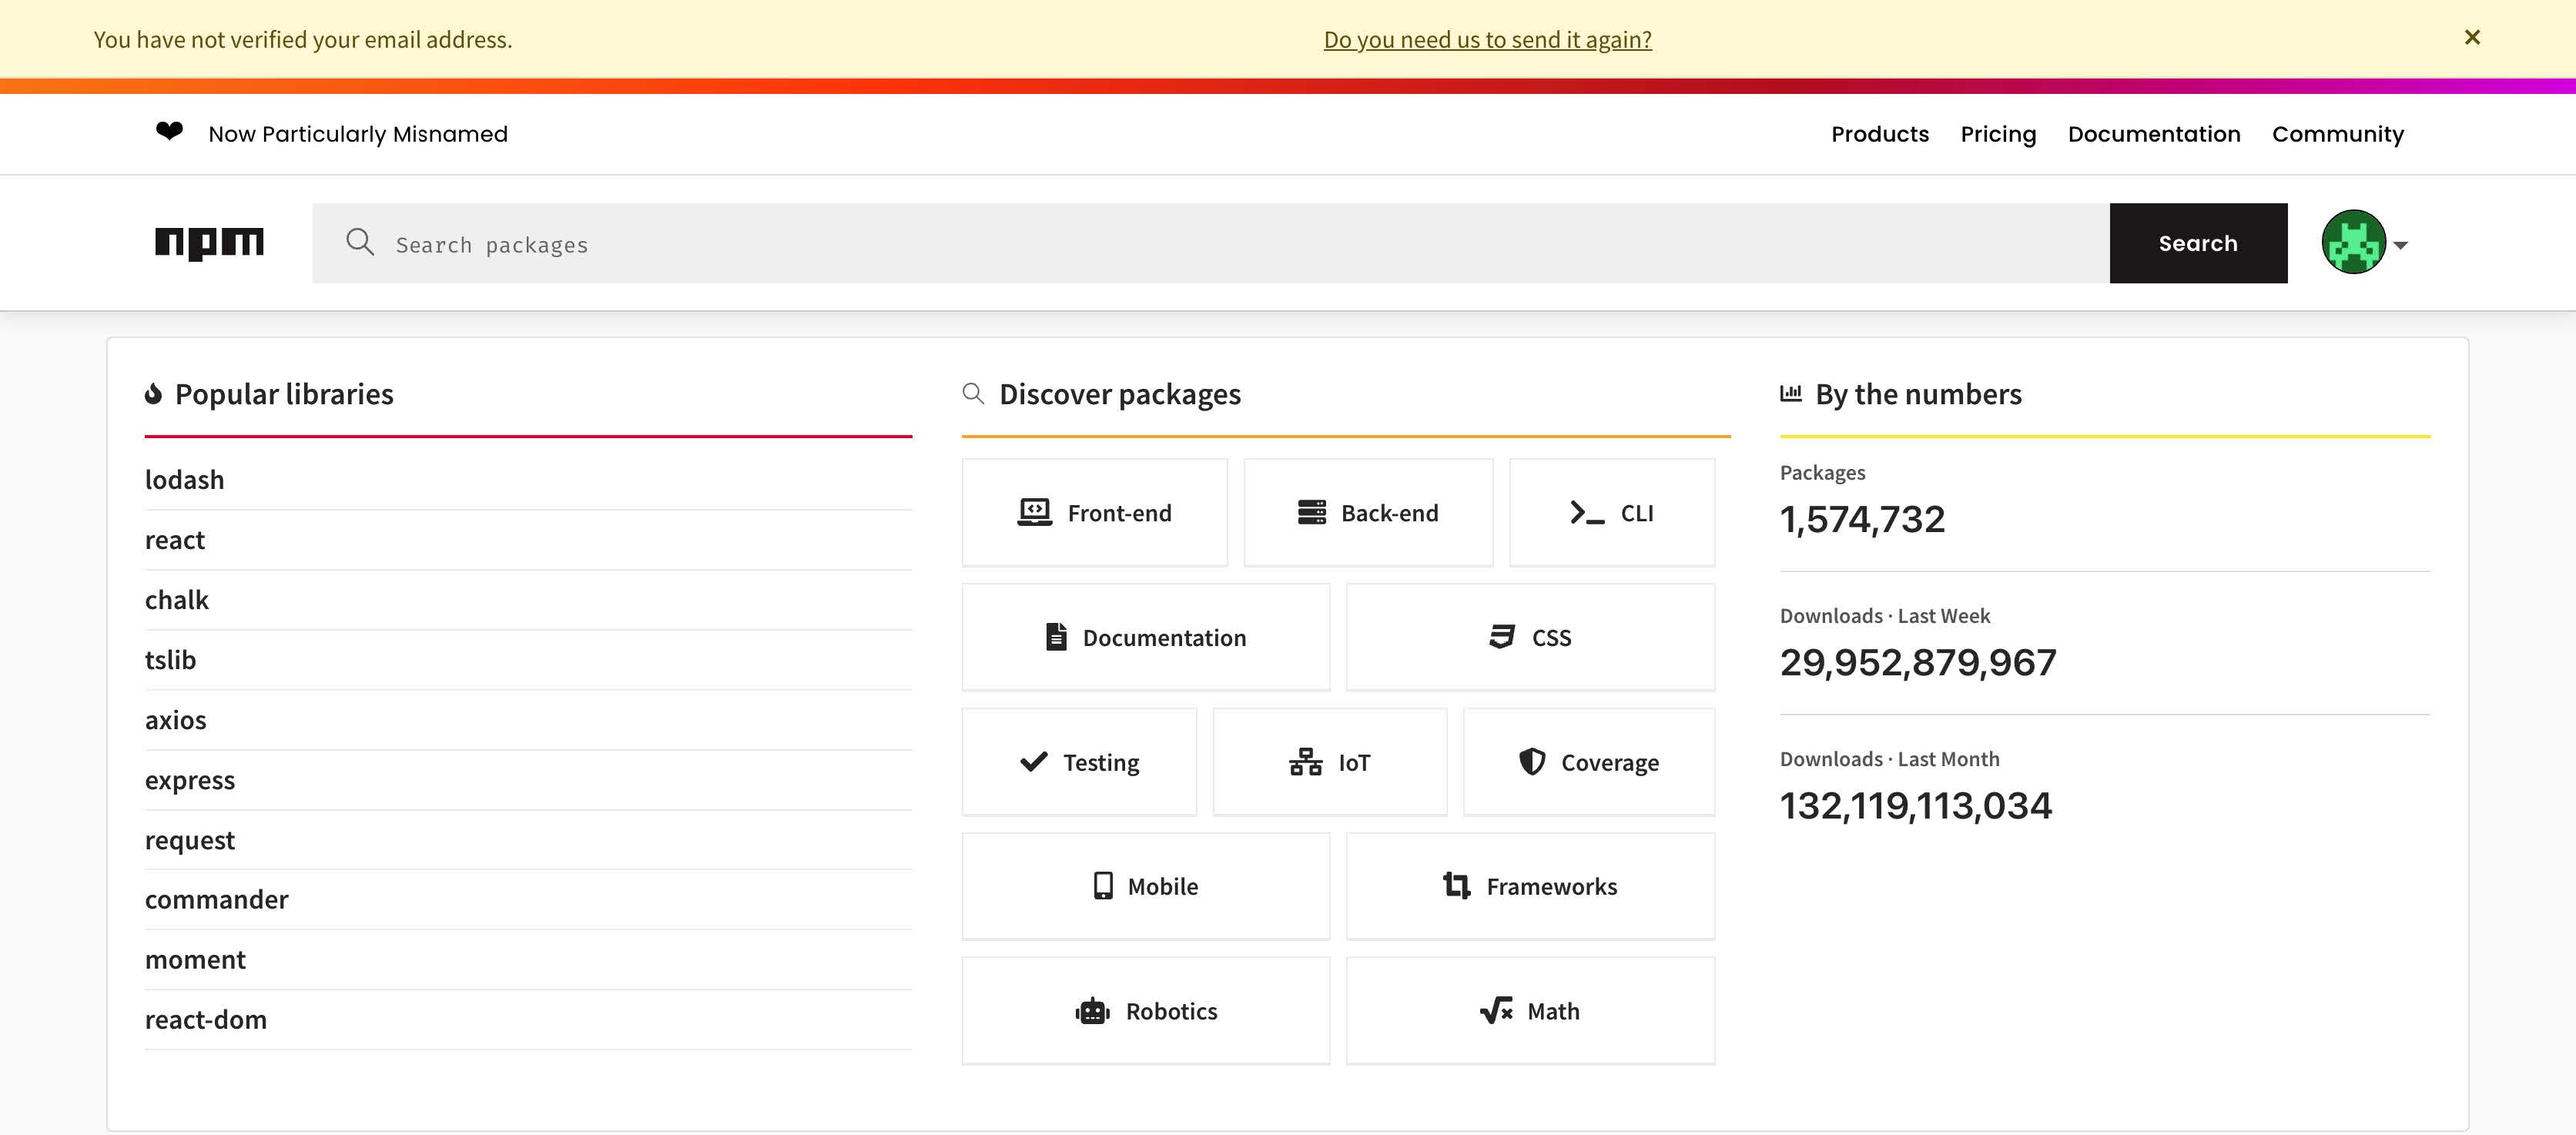 You have not verified your email address. Do you need us to send it again? ×
❤ Now Particularly Misnamed
Products Pricing Documentation Community
npm
Search packages
Search
Popular libraries
lodash
react
chalk
tslib
axios
express
request
commander
moment
react-dom
Discover packages
Front-end
Back-end
CLI
Documentation
CSS
Testing
IoT
Coverage
Mobile
Frameworks
Robotics
Math
By the numbers
Packages
1,574,732
Downloads · Last Week
29,952,879,967
Downloads · Last Month
132,119,113,034